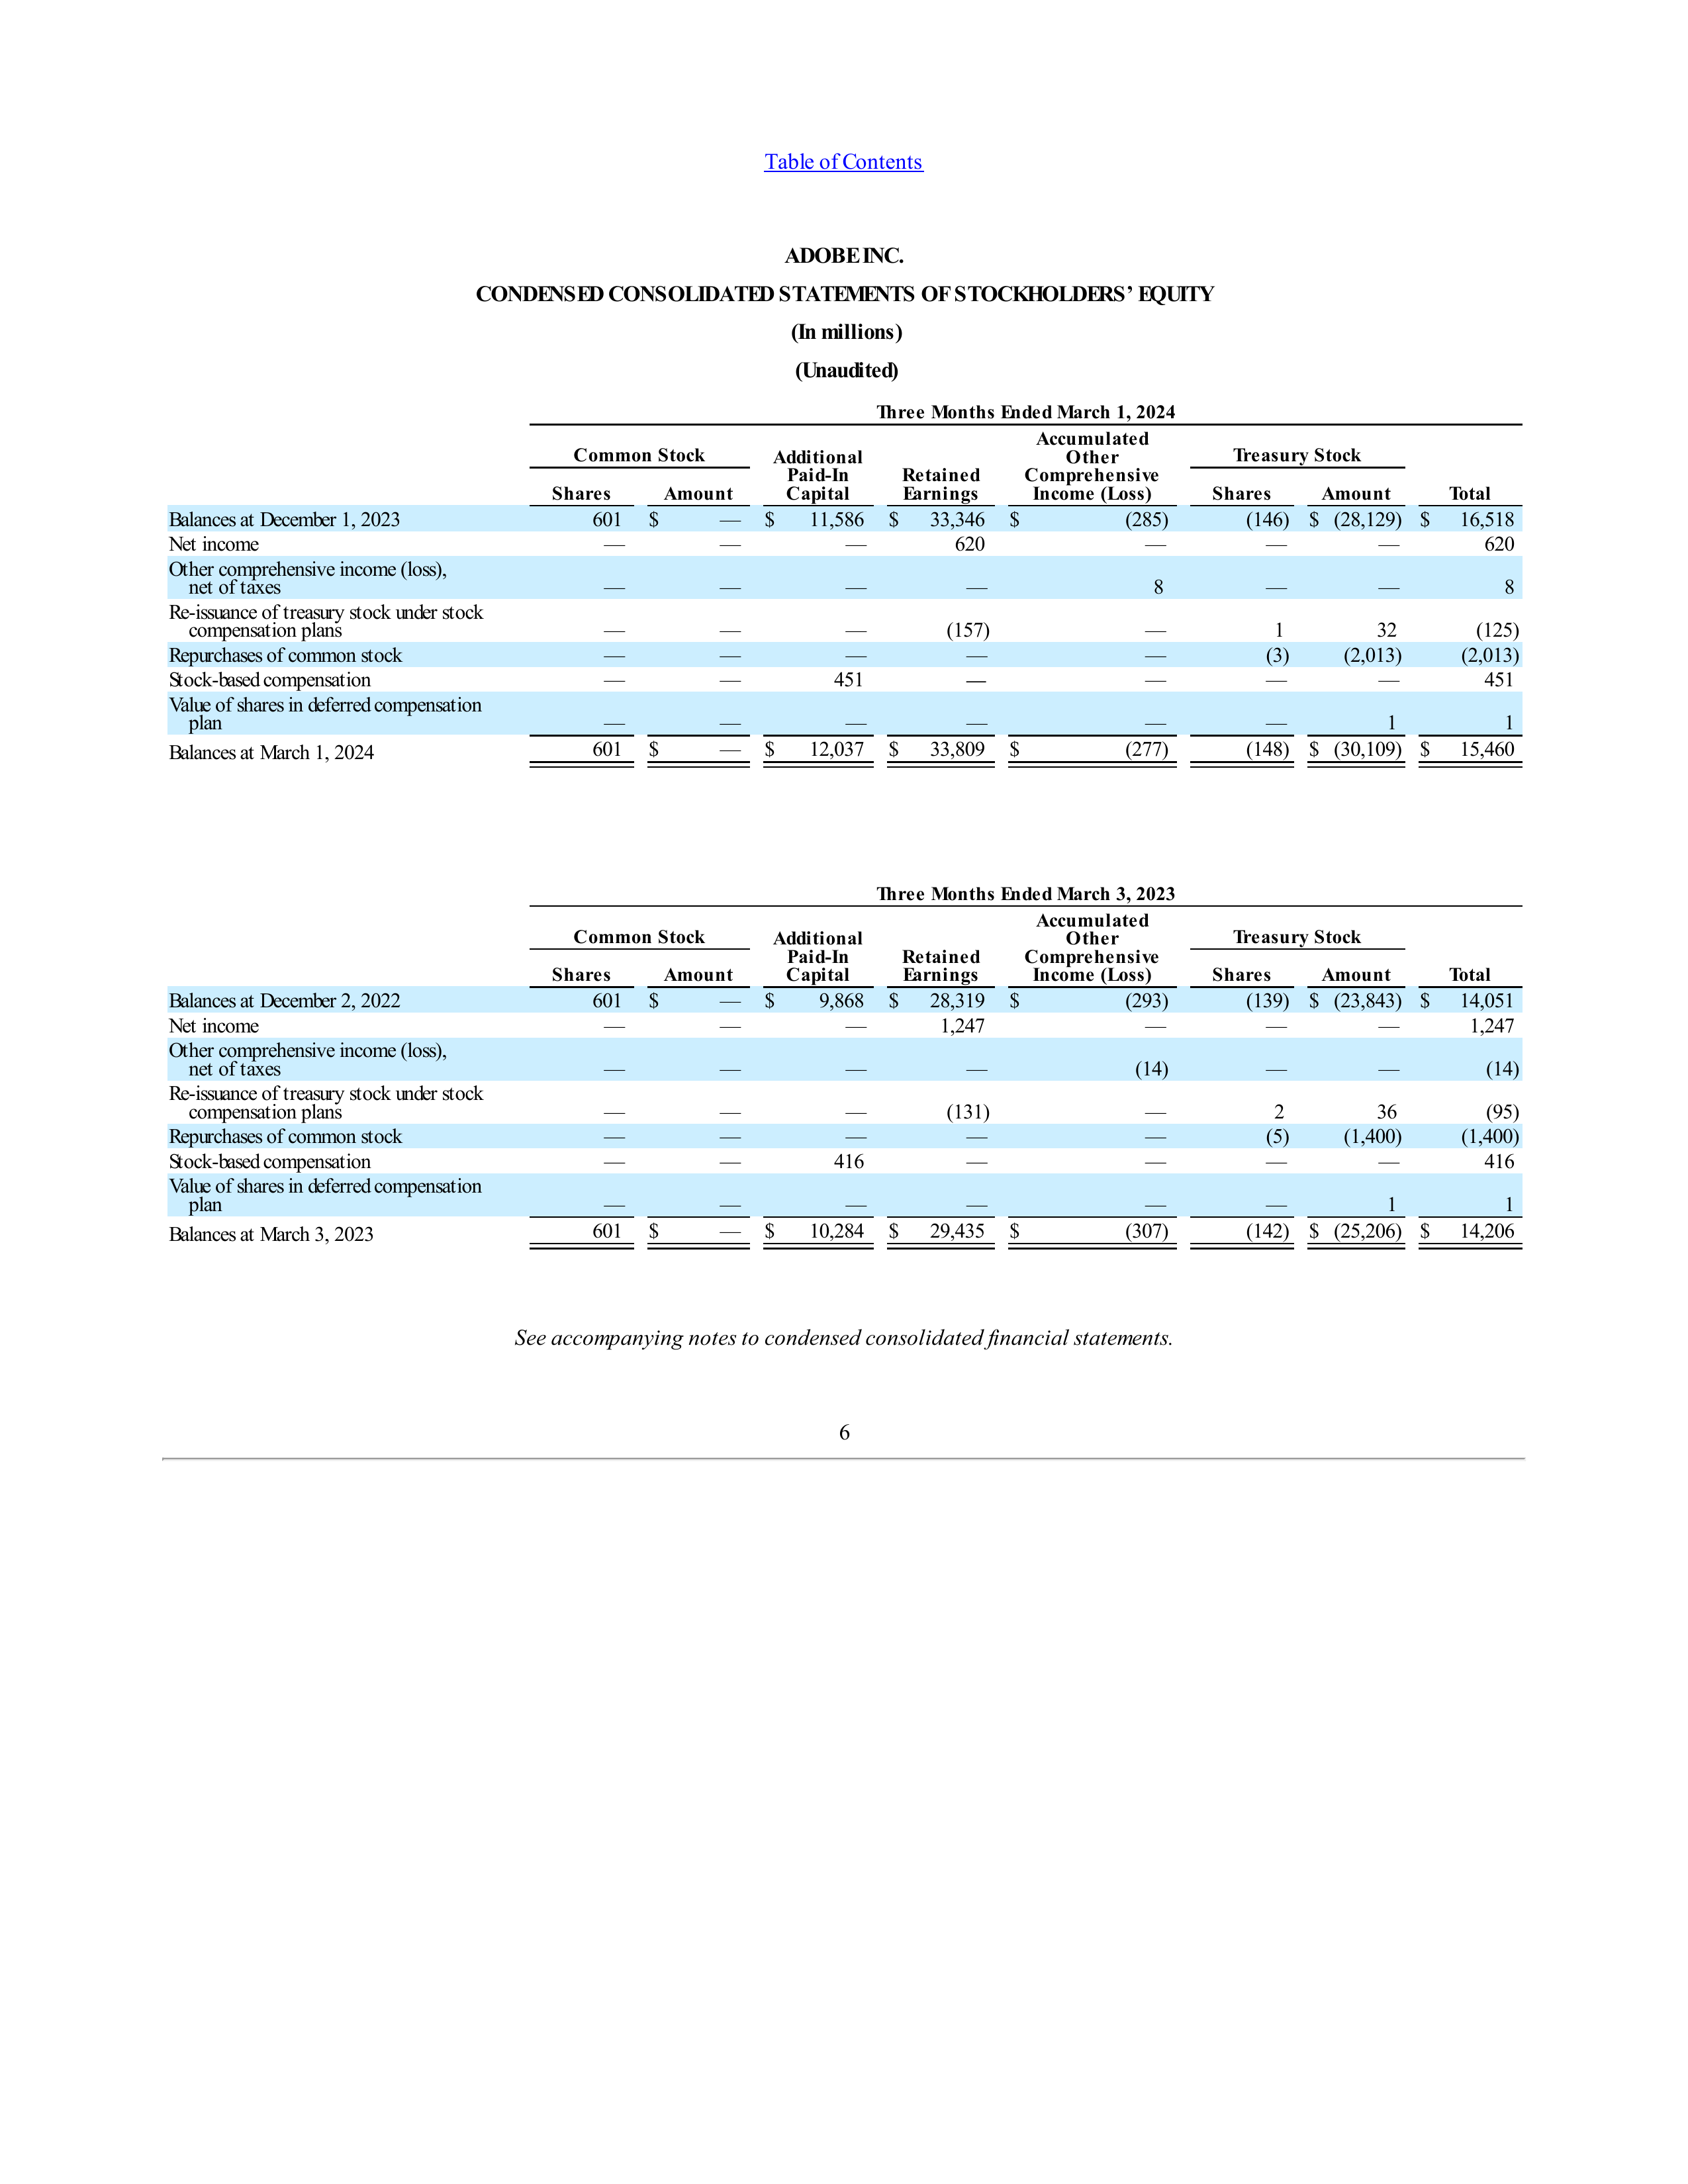 Table of Contents
ADOBE INC.
CONDENSED CONSOLIDATED STATEMENTS OF STOCKHOLDERS’ EQUITY
(In millions)
(Unaudited)
Three Months Ended March 1, 2024
Common Stock Additional Paid-In Capital Retained Earnings Accumulated Other Comprehensive Income (Loss) Treasury Stock
Shares Amount Shares Amount Total
Balances at December 1, 2023 601 $ — $ 11,586 $ 33,346 $ (285) (146) $ (28,129) $ 16,518
Net income — — — 620 — — — 620
Other comprehensive income (loss),
net of taxes — — — — 8 — — 8
Re-issuance of treasury stock under stock
compensation plans — — — (157) — 1 32 (125)
Repurchases of common stock — — — — — (3) (2,013) (2,013)
Stock-based compensation — — 451 — — — — 451
Value of shares in deferred compensation
plan — — — — — — 1 1
Balances at March 1, 2024 601 $ — $ 12,037 $ 33,809 $ (277) (148) $ (30,109) $ 15,460
Three Months Ended March 3, 2023
Common Stock Additional Paid-In Capital Retained Earnings Accumulated Other Comprehensive Income (Loss) Treasury Stock
Shares Amount Shares Amount Total
Balances at December 2, 2022 601 $ — $ 9,868 $ 28,319 $ (293) (139) $ (23,843) $ 14,051
Net income — — — 1,247 — — — 1,247
Other comprehensive income (loss),
net of taxes — — — — (14) — — (14)
Re-issuance of treasury stock under stock
compensation plans — — — (131) — 2 36 (95)
Repurchases of common stock — — — — — (5) (1,400) (1,400)
Stock-based compensation — — 416 — — — — 416
Value of shares in deferred compensation
plan — — — — — — 1 1
Balances at March 3, 2023 601 $ — $ 10,284 $ 29,435 $ (307) (142) $ (25,206) $ 14,206
See accompanying notes to condensed consolidated financial statements.
6